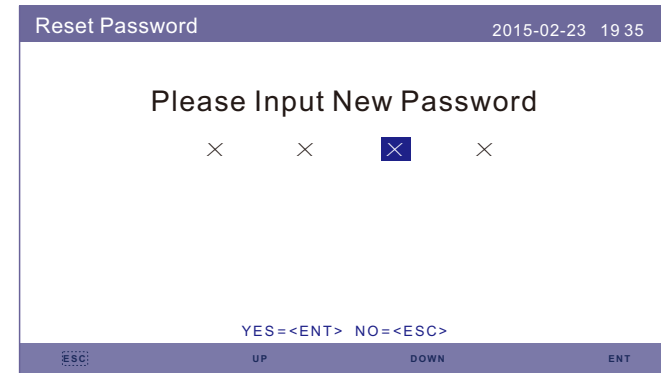 Reset Password 2015-02-23 19 35
Please Input New Password
× × × ×
YES=<ENT> NO=<ESC>
ESC UP DOWN ENT